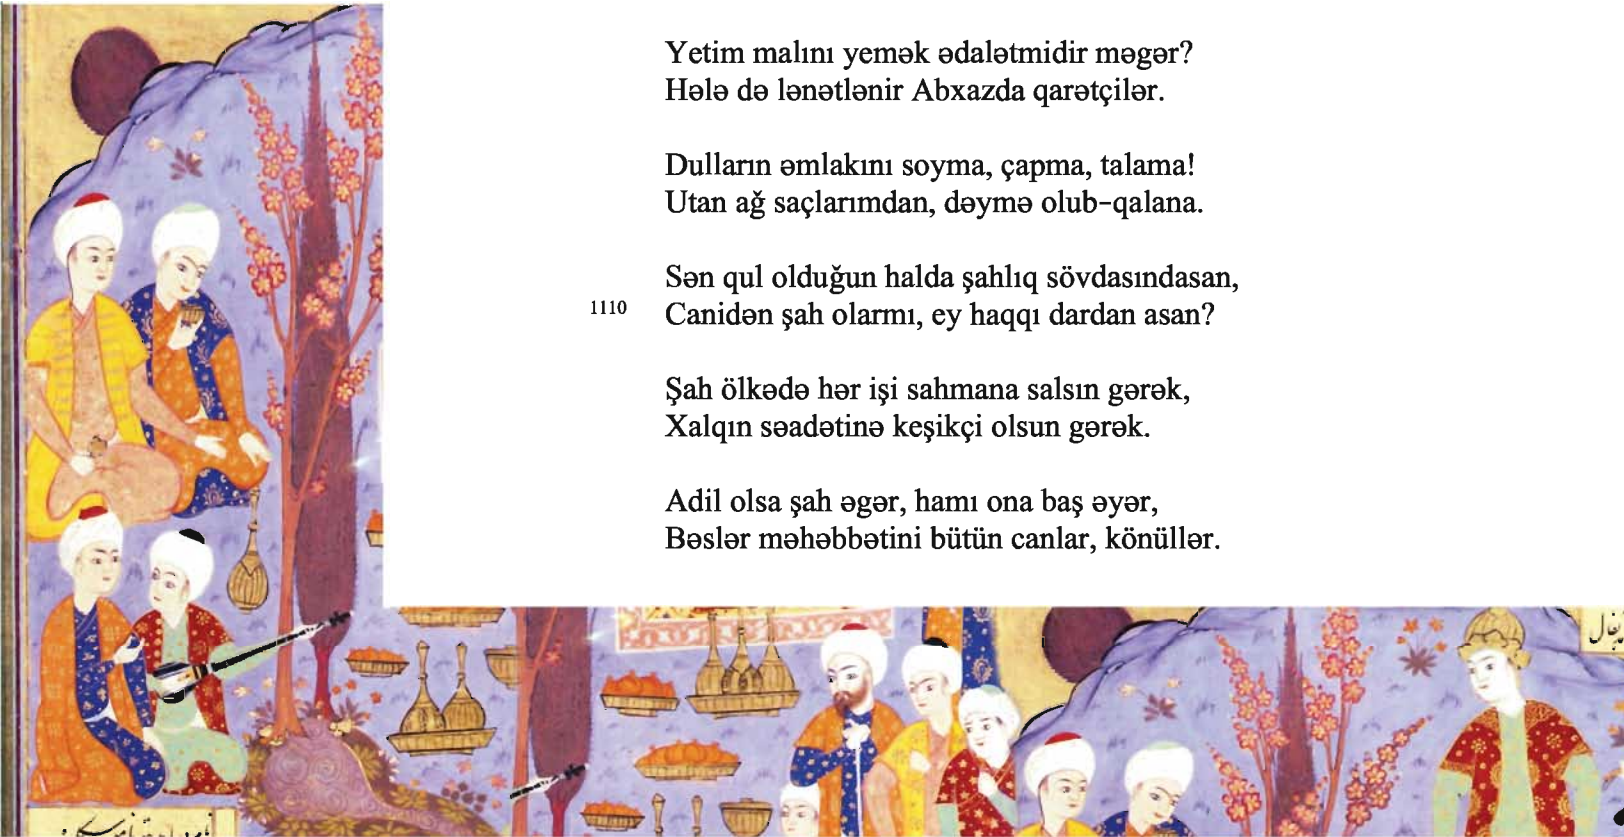 Yetim malını yemək ədalətmidir məgər?
Hələ də lənətlənir Abxazda qarətçilər.
Dulların əmlakını soyma, çapma, talama!
Utan ağ saçlarımdan, dəymə olub-qalana.
Sən qul olduğun halda şahlıq sövdasındasan,
1110 Canidən şah olarmı, ey haqqı dardan asan?
Şah ölkədə hər işi sahmana salsın gərək,
Xalqın səadətinə keşikçi olsun gərək.
Adil olsa şah əgər, hamı ona baş əyər,
Bəslər məhəbbətini bütün canlar, könüllər.